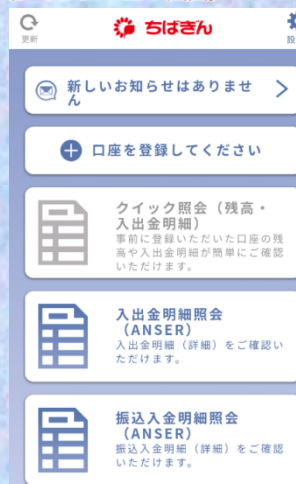 ちばぎん
更新
設
新しいお知らせはありませ
ん
口座を登録してください
クイック照会（残高・
入出金明細）
事前に登録いただいた口座の残
高や入出金明細が簡単にご確認
いただけます。
入出金明細照会
（ANSER）
入出金明細（詳細）をご確認い
ただけます。
振込入金明細照会
（ANSER）
振込入金明細（詳細）をご確認
いただけます。